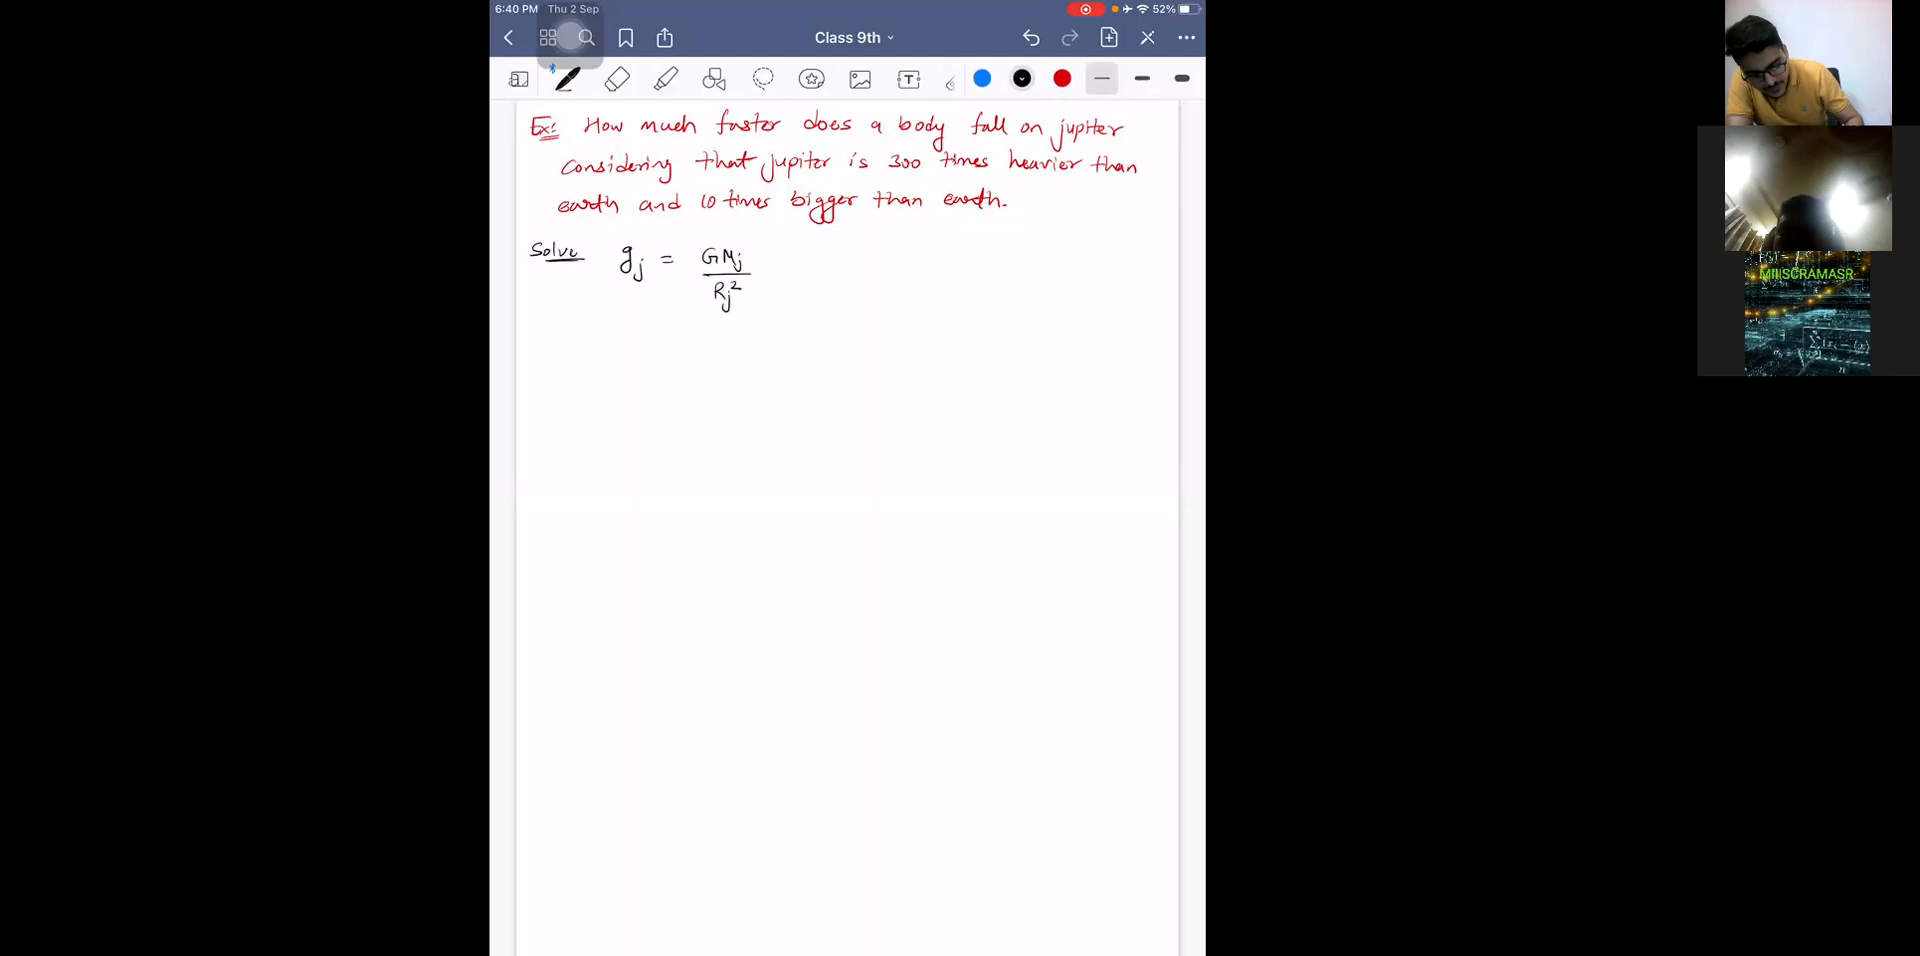 6:40 PM Thu 2 Sep
52%
Class 9th
T
Ex: How much faster does a body fall on jupiter
considering that jupiter is 300 times heavier than
earth and 10 times bigger than earth.
Solve gj = GMj
Rj²